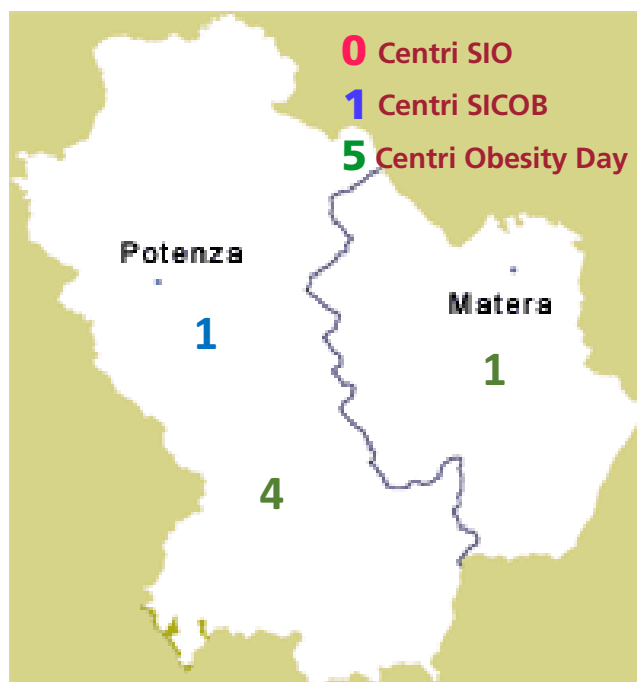 0 Centri SIO
1 Centri SICOB
5 Centri Obesity Day
Potenza
Matera
1
1
4